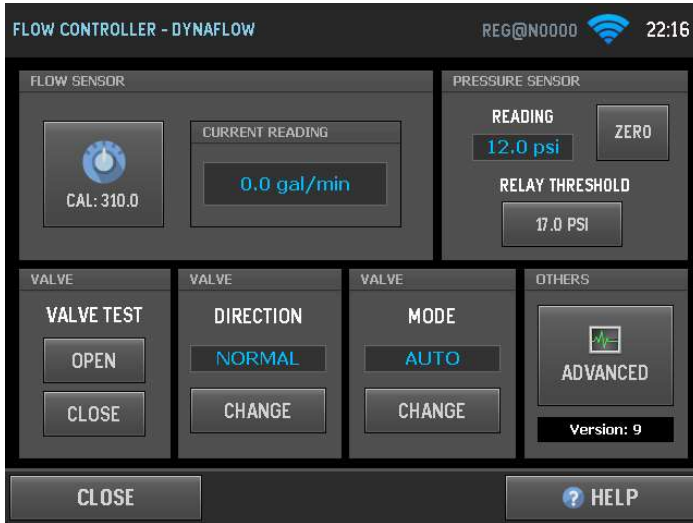 FLOW CONTROLLER - DYNAFLOW
REG@N0000
22:16
FLOW SENSOR
CAL: 310.0
CURRENT READING
0.0 gal/min
PRESSURE SENSOR
READING
12.0 psi
ZERO
RELAY THRESHOLD
17.0 PSI
VALVE
VALVE TEST
OPEN
CLOSE
VALVE
DIRECTION
NORMAL
CHANGE
VALVE
MODE
AUTO
CHANGE
OTHERS
ADVANCED
Version: 9
CLOSE
? HELP